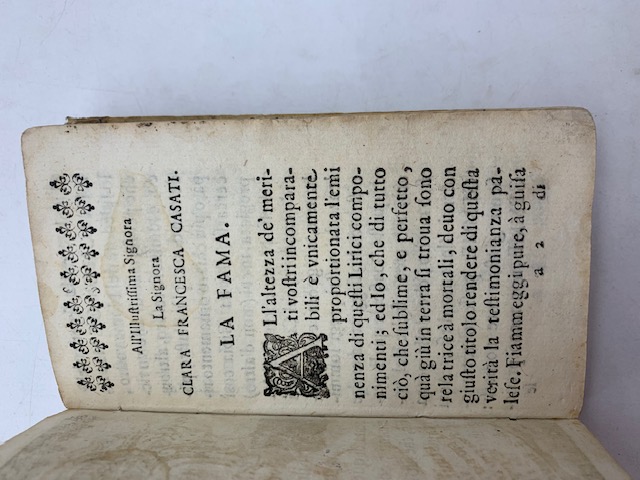 All'Illustrissima Signora
La Signora
CLARA FRANCESCA CASATI.
LA FAMA.
ALl'altezza de' meri-
ti vostri incompara-
bili è vnicamente
proportionata l'emi
nenza di questi Lirici compo-
nimenti; ed Io, che di tutto
ciò, che sublime, e perfetto,
quà giù in terra si troua sono
relatrice à mortali, deuo con
giusto titolo rendere di questa
verità la testimonianza pa-
lese. Fiammeggi pure, à guisa
a 2 di